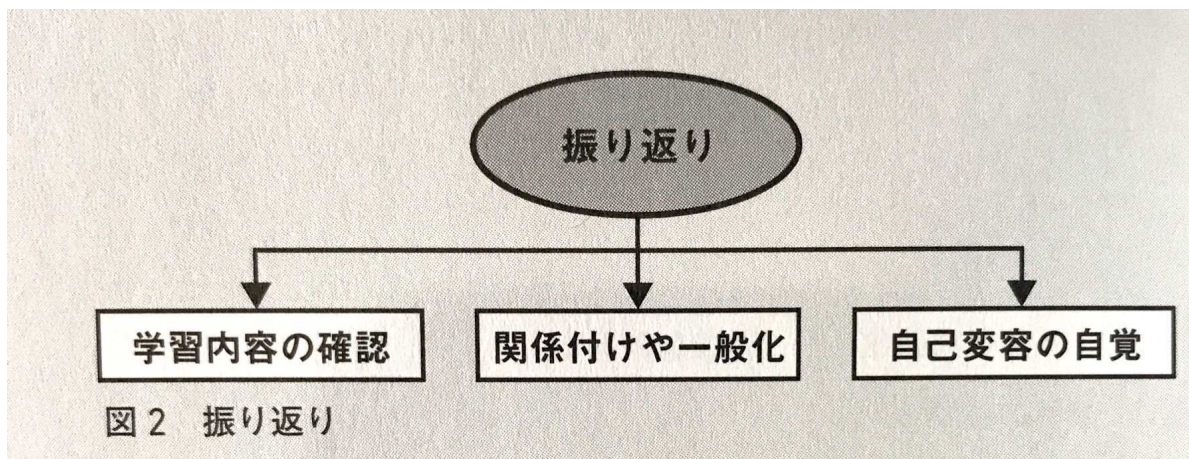 振り返り
学習内容の確認
関係付けや一般化
自己変容の自覚
図2 振り返り